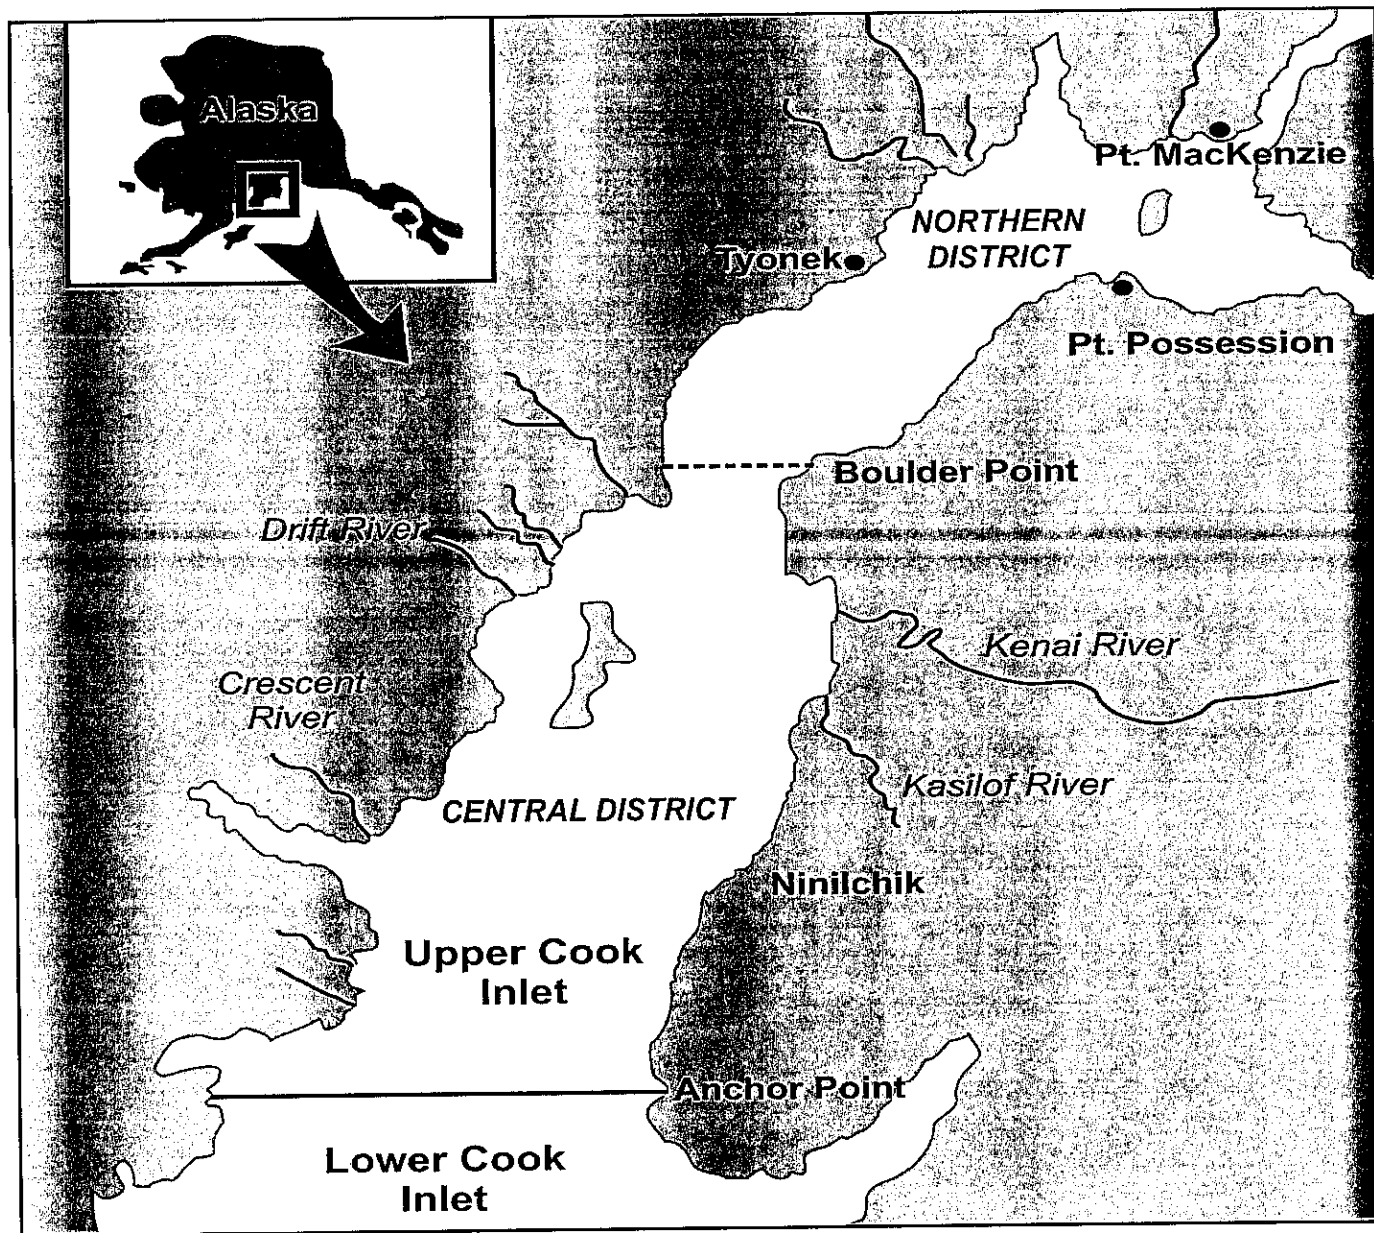 Alaska
Pt. MacKenzie
NORTHERN
DISTRICT
Tyonek
Pt. Possession
Boulder Point
Drift River
Kenai River
Crescent
River
Kasilof River
CENTRAL DISTRICT
Ninilchik
Upper Cook
Inlet
Anchor Point
Lower Cook
Inlet